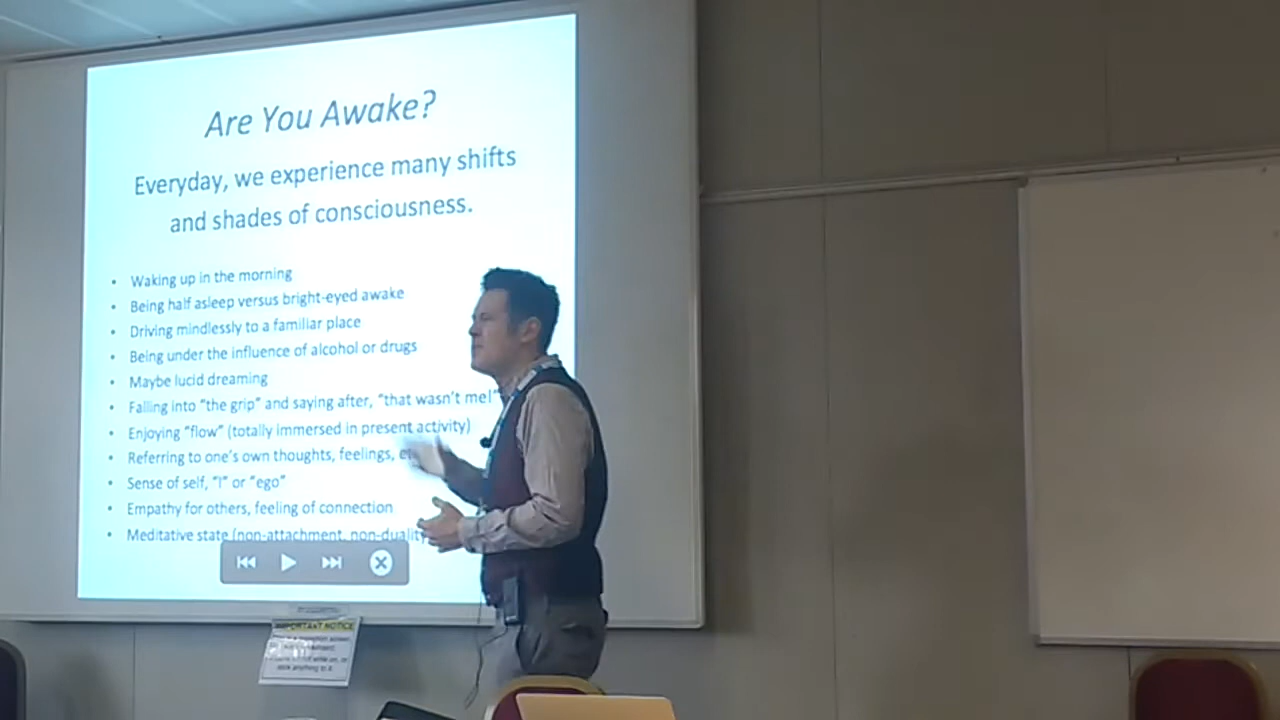 Are You Awake?
Everyday, we experience many shifts
and shades of consciousness.
• Waking up in the morning
• Being half asleep versus bright-eyed awake
• Driving mindlessly to a familiar place
• Being under the influence of alcohol or drugs
• Maybe lucid dreaming
• Falling into "the grip" and saying after, "that wasn't me!"
• Enjoying "flow" (totally immersed in present activity)
• Referring to one's own thoughts, feelings,
• Sense of self, "I" or "ego"
• Empathy for others, feeling of connection
• Meditative state (non-attachment, non-duality
IMPORTANT NOTICE